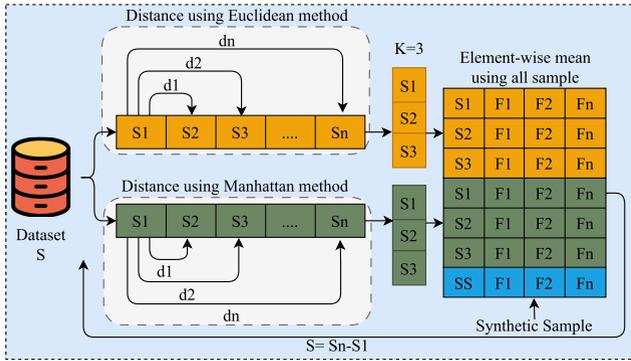 Distance using Euclidean method
dn
d2
d1
S1 S2 S3 .... Sn
K=3
S1
S2
S3
Element-wise mean
using all sample
S1 F1 F2 Fn
S2 F1 F2 Fn
S3 F1 F2 Fn
S1 F1 F2 Fn
S2 F1 F2 Fn
S3 F1 F2 Fn
SS F1 F2 Fn
Synthetic Sample
Dataset
S
Distance using Manhattan method
S1 S2 S3 .... Sn
d1
d2
dn
S1
S2
S3
S= Sn-S1